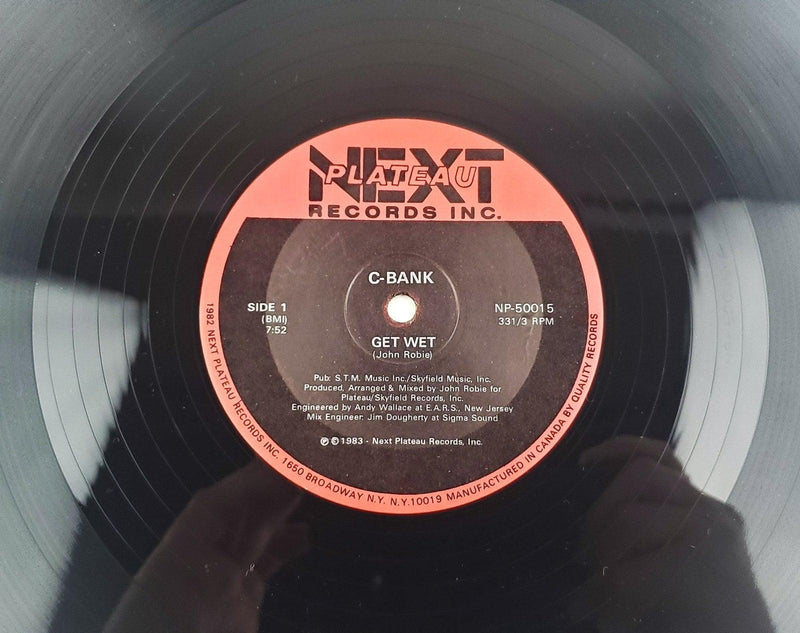 NEXT
PLATEAU
RECORDS INC.
C-BANK
SIDE 1
(BMI)
7:52
NP-50015
331/3 RPM
GET WET
(John Robie)
Pub: S.T.M. Music Inc./Skyfield Music, Inc.
Produced, Arranged & Mixed by John Robie for
Plateau/Skyfield Records, Inc.
Engineered by Andy Wallace at E.A.R.S., New Jersey
Mix Engineer: Jim Dougherty at Sigma Sound
℗ © 1983 - Next Plateau Records, Inc.
1982 NEXT PLATEAU RECORDS INC. 1650 BROADWAY N.Y. N.Y.10019 MANUFACTURED IN CANADA BY QUALITY RECORDS